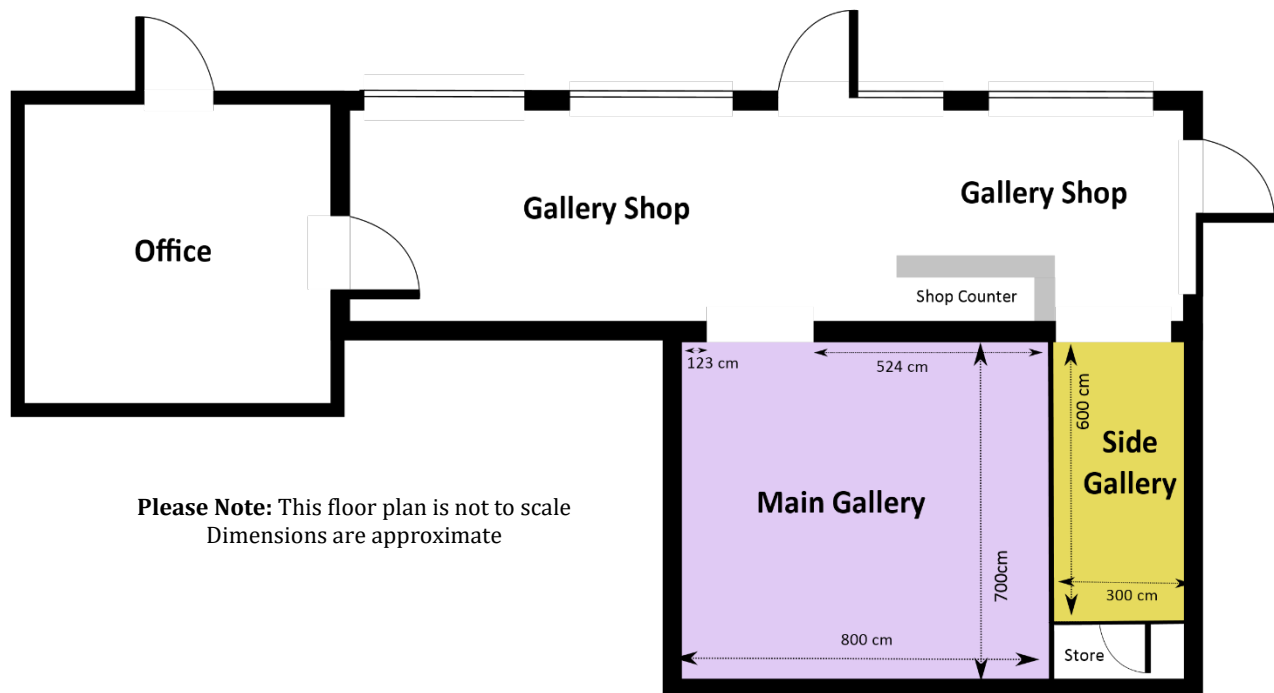 Gallery Shop
Gallery Shop
Office
Shop Counter
123 cm
524 cm
600 cm
Side
Gallery
Main Gallery
Please Note: This floor plan is not to scale
Dimensions are approximate
700cm
300 cm
800 cm
Store